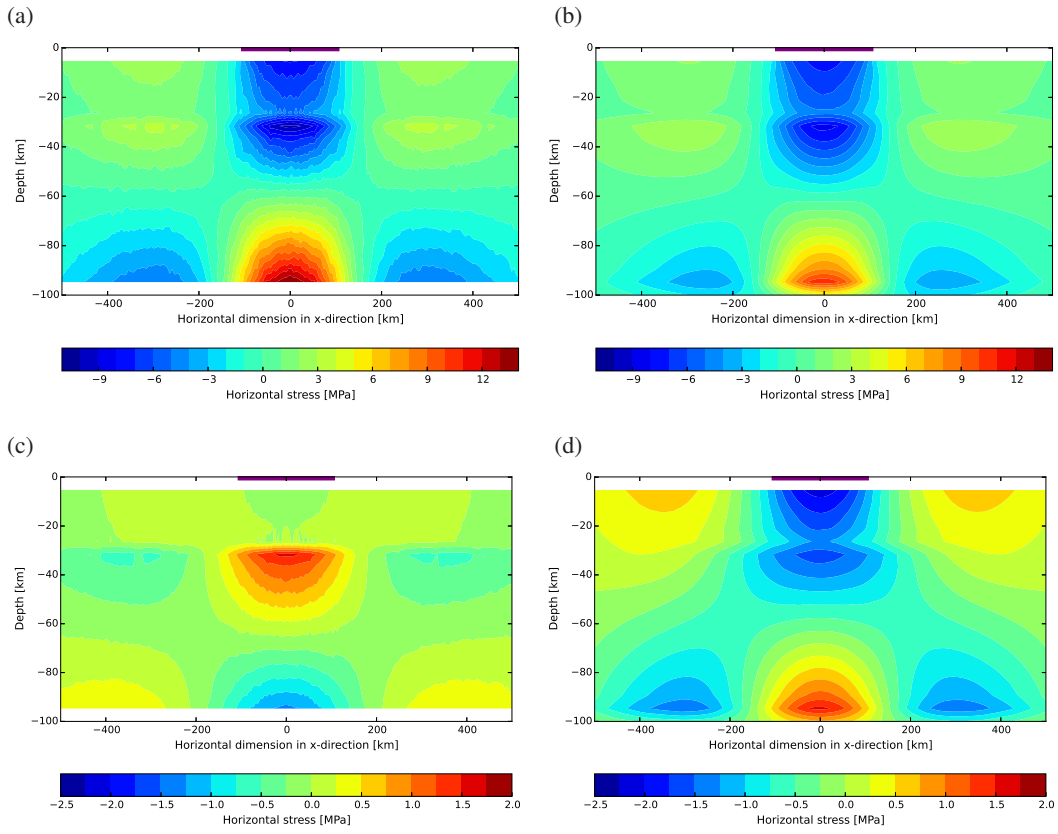 (a)
(b)
0
−20
−40
−60
−80
−100
Depth [km]
−400 −200 0 200 400
Horizontal dimension in x-direction [km]
−9 −6 −3 0 3 6 9 12
Horizontal stress [MPa]
0
−20
−40
−60
−80
−100
Depth [km]
−400 −200 0 200 400
Horizontal dimension in x-direction [km]
−9 −6 −3 0 3 6 9 12
Horizontal stress [MPa]
(c)
(d)
0
−20
−40
−60
−80
−100
Depth [km]
−400 −200 0 200 400
Horizontal dimension in x-direction [km]
−2.5 −2.0 −1.5 −1.0 −0.5 0.0 0.5 1.0 1.5 2.0
Horizontal stress [MPa]
0
−20
−40
−60
−80
−100
Depth [km]
−400 −200 0 200 400
Horizontal dimension in x-direction [km]
−2.5 −2.0 −1.5 −1.0 −0.5 0.0 0.5 1.0 1.5 2.0
Horizontal stress [MPa]